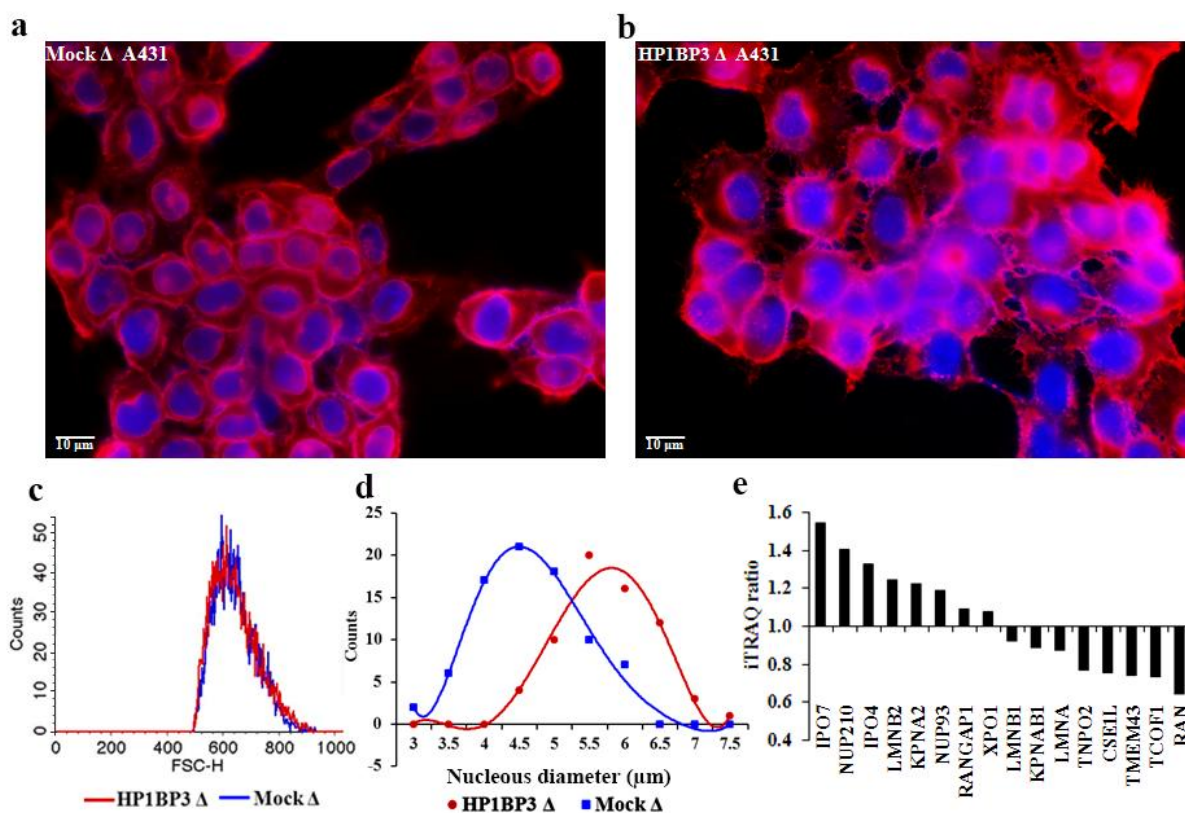 a
Mock Δ A431
10 µm
b
HP1BP3 Δ A431
10 µm
c
Counts
50
40
30
20
10
0
0 200 400 600 800 1000
FSC-H
HP1BP3 Δ Mock Δ
d
Counts
25
20
15
10
5
0
-5
3 3.5 4 4.5 5 5.5 6 6.5 7 7.5
Nucleous diameter (µm)
HP1BP3 Δ Mock Δ
e
iTRAQ ratio
1.6
1.4
1.2
1.0
0.8
0.6
0.4
IPO7
NUP210
IPO4
LMNB2
KPNA2
NUP93
RANGAP1
XPO1
LMNB1
KPNAB1
LMNA
TNPO2
CSE1L
TMEM43
TCOF1
RAN